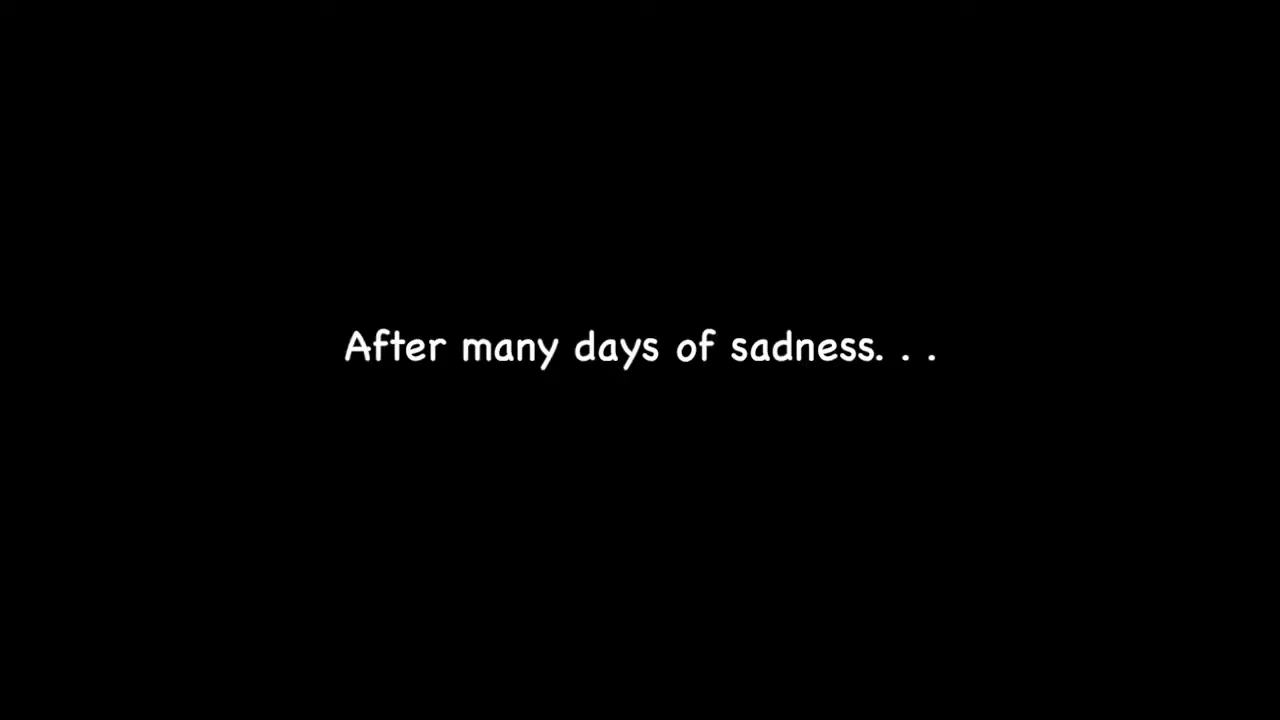 After many days of sadness. . .